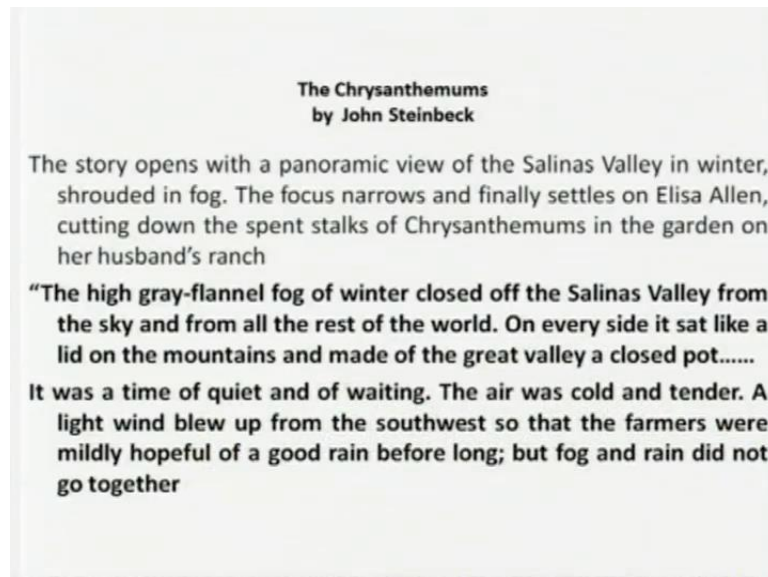 The Chrysanthemums
by John Steinbeck
The story opens with a panoramic view of the Salinas Valley in winter,
shrouded in fog. The focus narrows and finally settles on Elisa Allen,
cutting down the spent stalks of Chrysanthemums in the garden on
her husband’s ranch
“The high gray-flannel fog of winter closed off the Salinas Valley from
the sky and from all the rest of the world. On every side it sat like a
lid on the mountains and made of the great valley a closed pot......
It was a time of quiet and of waiting. The air was cold and tender. A
light wind blew up from the southwest so that the farmers were
mildly hopeful of a good rain before long; but fog and rain did not
go together